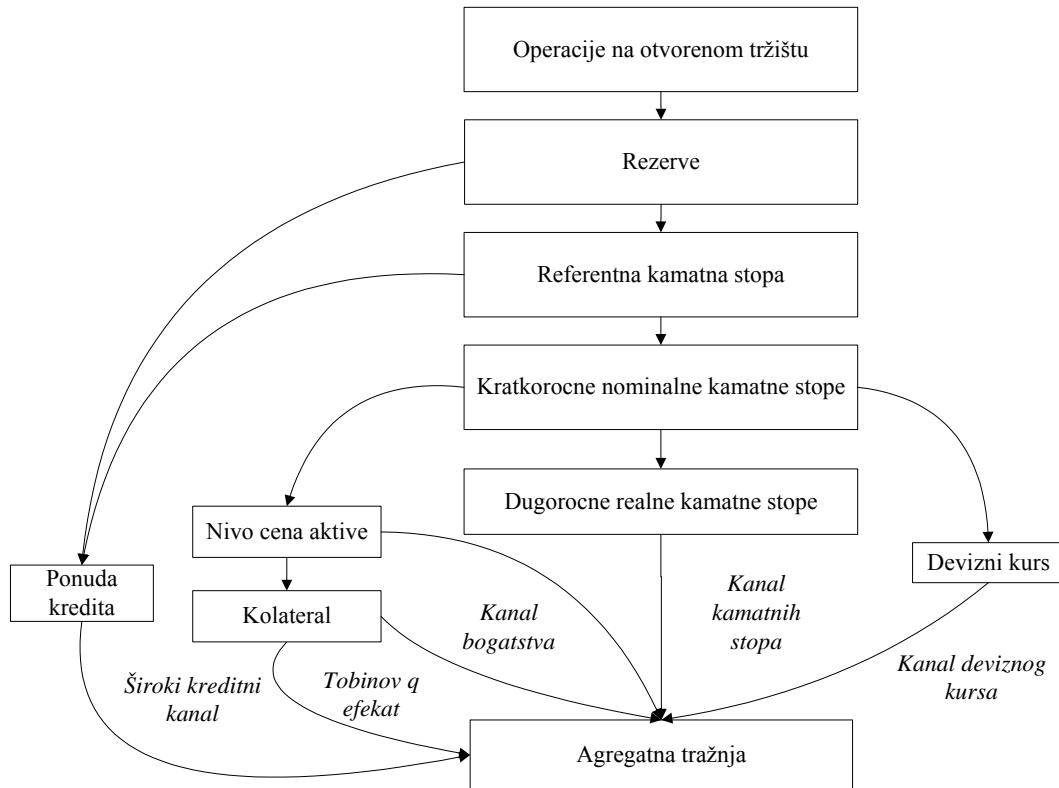 Operacije na otvorenom tržištu
Rezerve
Referentna kamatna stopa
Kratkorocne nominalne kamatne stope
Dugorocne realne kamatne stope
Nivo cena aktive
Devizni kurs
Ponuda
kredita
Kolateral
Kanal
bogatstva
Kanal
kamatnih
stopa
Kanal deviznog
kursa
Široki kreditni
kanal
Tobinov q
efekat
Agregatna tražnja